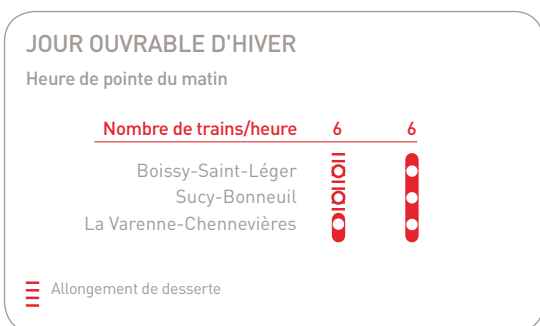 JOUR OUVRABLE D'HIVER
Heure de pointe du matin
Nombre de trains/heure 6 6
Boissy-Saint-Léger
Sucy-Bonneuil
La Varenne-Chennevières
Allongement de desserte